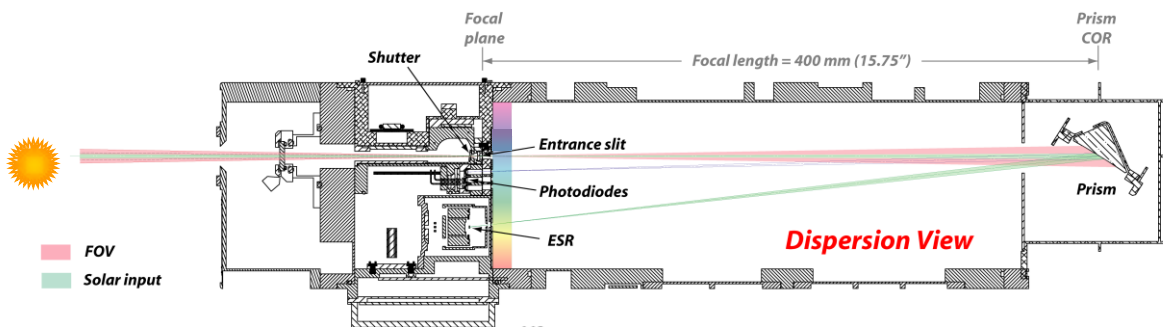 Focal
plane
Prism
COR
Shutter
Focal length = 400 mm (15.75”)
Entrance slit
Photodiodes
Prism
ESR
Dispersion View
FOV
Solar input